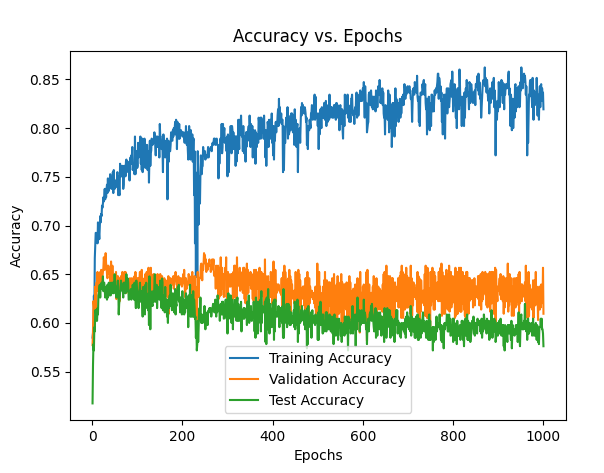 Accuracy vs. Epochs
Accuracy
0.85
0.80
0.75
0.70
0.65
0.60
0.55
Training Accuracy
Validation Accuracy
Test Accuracy
0
200
400
600
800
1000
Epochs